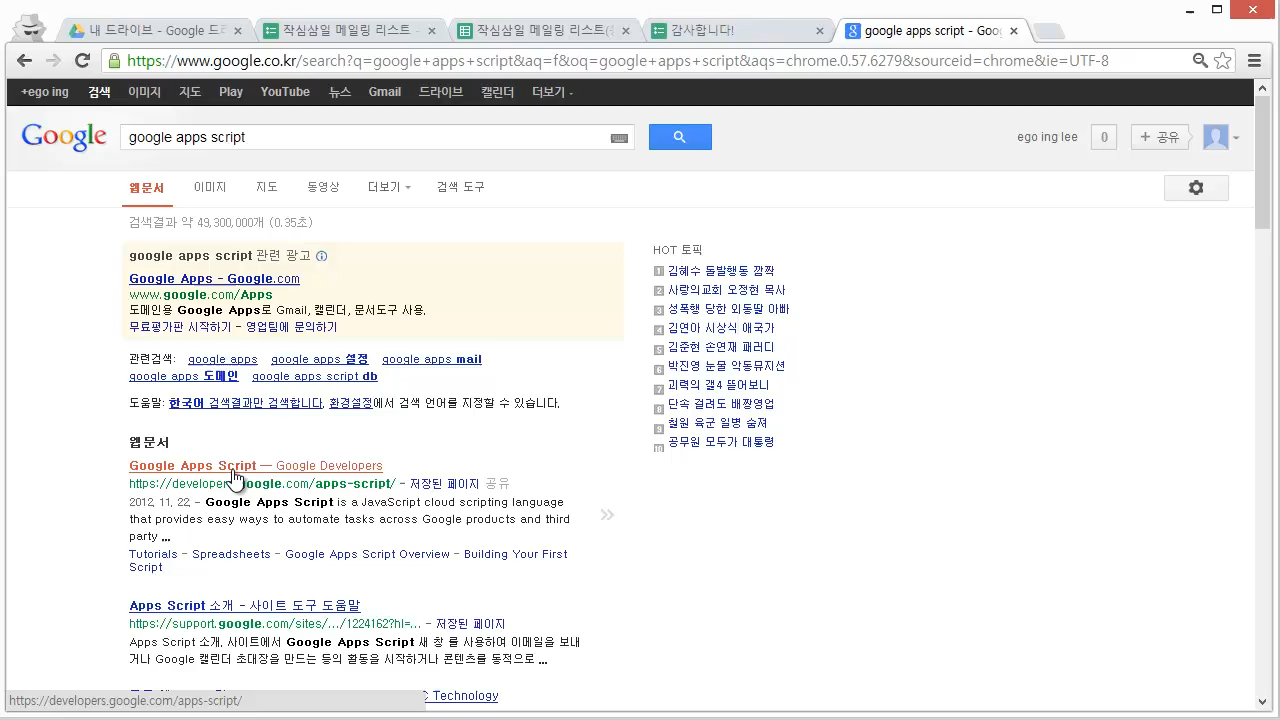 내 드라이브 - Google 드라
작심삼일 메일링 리스트 -
작심삼일 메일링 리스트(응
감사합니다!
google apps script - Goo
https://www.google.co.kr/search?q=google+apps+script&aq=f&oq=google+apps+script&aqs=chrome.0.57.6279&sourceid=chrome&ie=UTF-8
+ego ing 검색 이미지 지도 Play YouTube 뉴스 Gmail 드라이브 캘린더 더보기
Google
google apps script
ego ing lee 0 + 공유
웹문서 이미지 지도 동영상 더보기 검색 도구
검색결과 약 49,300,000개 (0.35초)
google apps script 관련 광고
Google Apps - Google.com
www.google.com/Apps
도메인용 Google Apps로 Gmail, 캘린더, 문서도구 사용.
무료평가판 시작하기 - 영업팀에 문의하기
관련검색: google apps google apps 설정 google apps mail
google apps 도메인 google apps script db
도움말: 한국어 검색결과만 검색합니다. 환경설정에서 검색 언어를 지정할 수 있습니다.
웹문서
Google Apps Script — Google Developers
https://developers.google.com/apps-script/ - 저장된 페이지 공유
2012. 11. 22. - Google Apps Script is a JavaScript cloud scripting language
that provides easy ways to automate tasks across Google products and third
party ...
Tutorials - Spreadsheets - Google Apps Script Overview - Building Your First
Script
Apps Script 소개 - 사이트 도구 도움말
https://support.google.com/sites/.../1224162?hl=... - 저장된 페이지
Apps Script 소개. 사이트에서 Google Apps Script 새 창 를 사용하여 이메일을 보내
거나 Google 캘린더 초대장을 만드는 등의 활동을 시작하거나 콘텐츠를 동적으로 ...
C Technology
HOT 토픽
1 김혜수 돌발행동 깜짝
2 사랑의교회 오정현 목사
3 성폭행 당한 외동딸 아빠
4 김연아 시상식 애국가
5 김준현 손연재 패러디
6 박진영 눈물 악동뮤지션
7 괴력의 갤4 뜯어보니
8 단속 걸려도 배짱영업
9 칠원 육군 일병 숨져
10 공무원 모두가 대통령
https://developers.google.com/apps-script/